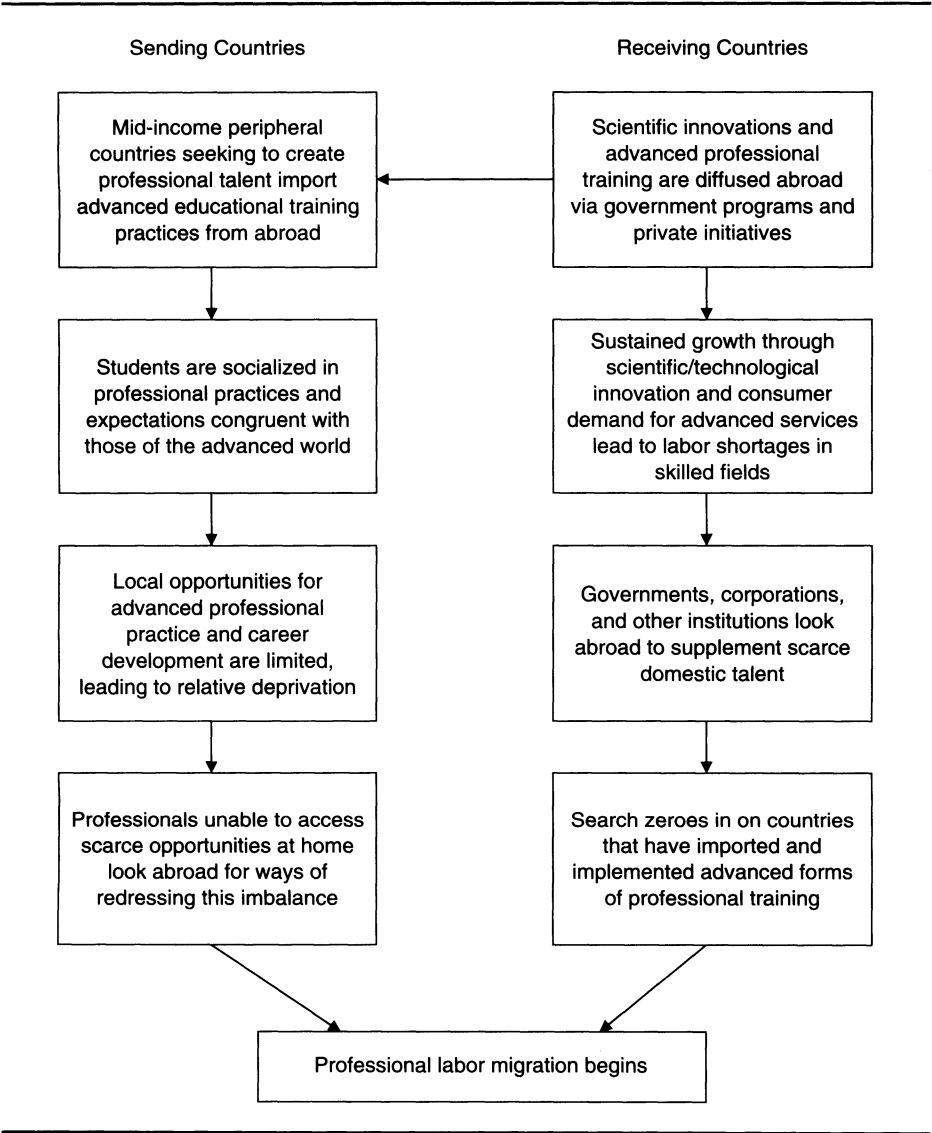 Sending Countries
Receiving Countries
Mid-income peripheral
countries seeking to create
professional talent import
advanced educational training
practices from abroad
Scientific innovations and
advanced professional
training are diffused abroad
via government programs and
private initiatives
Students are socialized in
professional practices and
expectations congruent with
those of the advanced world
Sustained growth through
scientific/technological
innovation and consumer
demand for advanced services
lead to labor shortages in
skilled fields
Local opportunities for
advanced professional
practice and career
development are limited,
leading to relative deprivation
Governments, corporations,
and other institutions look
abroad to supplement scarce
domestic talent
Professionals unable to access
scarce opportunities at home
look abroad for ways of
redressing this imbalance
Search zeroes in on countries
that have imported and
implemented advanced forms
of professional training
Professional labor migration begins